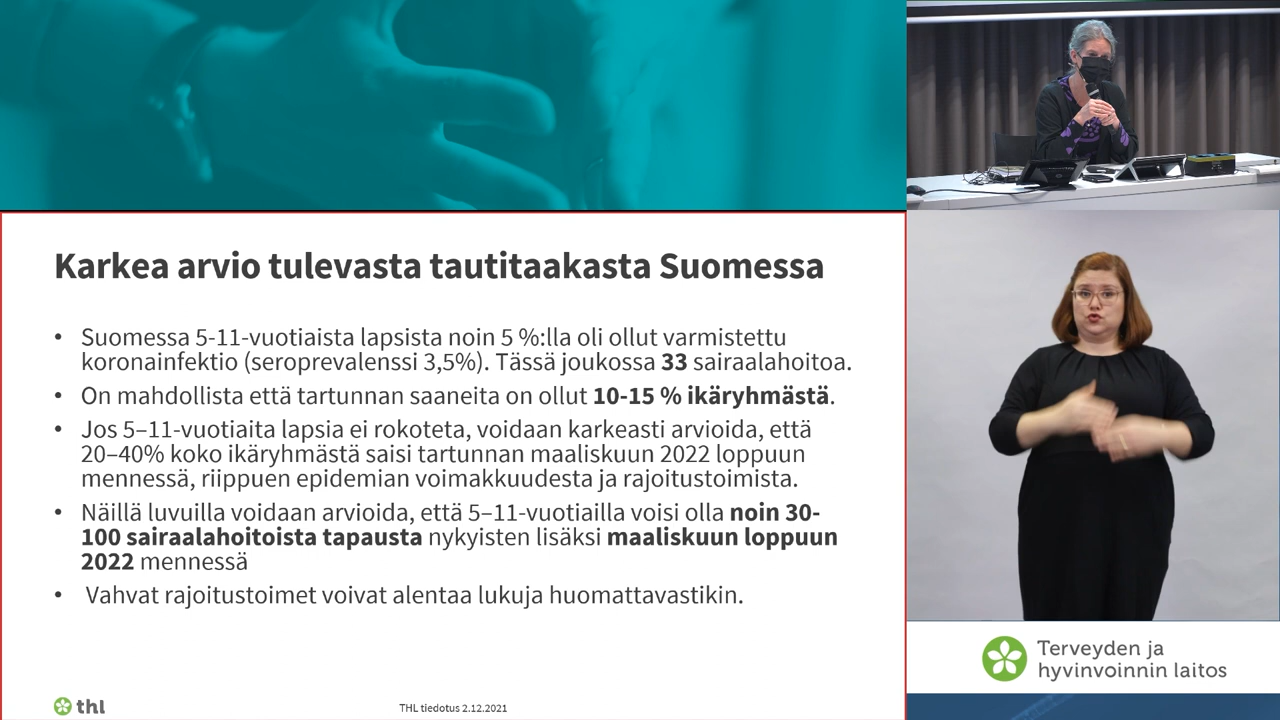 Karkea arvio tulevasta tautitaakasta Suomessa
• Suomessa 5-11-vuotiaista lapsista noin 5 %:lla oli ollut varmistettu
koronainfektio (seroprevalenssi 3,5%). Tässä joukossa 33 sairaalahoitoa.
• On mahdollista että tartunnan saaneita on ollut 10-15 % ikäryhmästä.
• Jos 5–11-vuotiaita lapsia ei rokoteta, voidaan karkeasti arvioida, että
20–40% koko ikäryhmästä saisi tartunnan maaliskuun 2022 loppuun
mennessä, riippuen epidemian voimakkuudesta ja rajoitustoimista.
• Näillä luvuilla voidaan arvioida, että 5–11-vuotiailla voisi olla noin 30-
100 sairaalahoitoista tapausta nykyisten lisäksi maaliskuun loppuun
2022 mennessä
• Vahvat rajoitustoimet voivat alentaa lukuja huomattavastikin.
thl
THL tiedotus 2.12.2021
Terveyden ja
hyvinvoinnin laitos